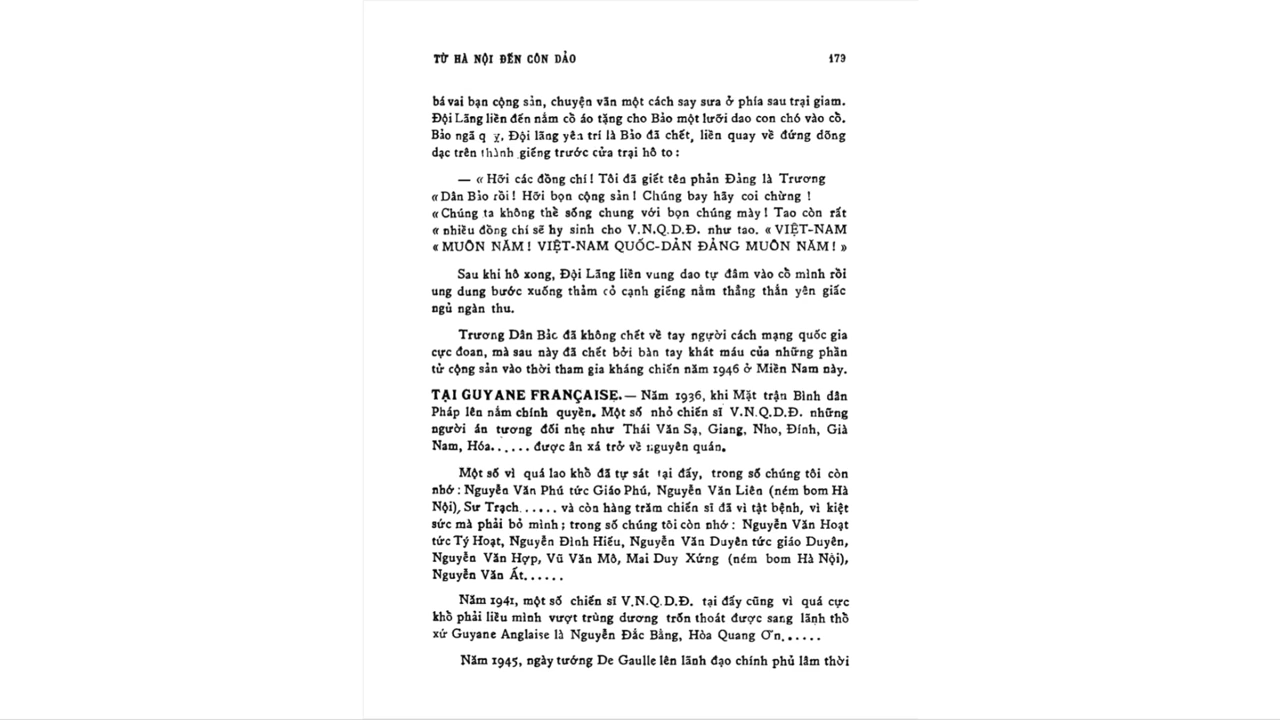 TỪ HÀ NỘI ĐẾN CÔN DẢO 179
bá vai bạn cộng sản, chuyện vãn một cách say sưa ở phía sau trại giam.
Đội Lãng liền đến nắm cổ áo tặng cho Bảo một lưỡi dao con chó vào cổ.
Bảo ngã Đội lãng yên trí là Bảo đã chết, liền quay về đứng dõng
dạc trên thành giếng trước cửa trại hô to :
— « Hỡi các đồng chí ! Tôi đã giết tên phản Đảng là Trương
« Dân Bảo rồi ! Hỡi bọn cộng sản ! Chúng bay hãy coi chừng !
« Chúng ta không thể sống chung với bọn chúng mày ! Tao còn rất
« nhiều đồng chí sẽ hy sinh cho V.N.Q.D.Đ. như tao. « VIỆT-NAM
« MUÔN NĂM ! VIỆT-NAM QUỐC-DÂN ĐẢNG MUÔN NĂM ! »
Sau khi hô xong, Đội Lãng liền vung dao tự đâm vào cổ mình rồi
ung dung bước xuống thảm cỏ cạnh giếng nằm thẳng thắn yên giấc
ngủ ngàn thu.
Trương Dân Bảo đã không chết về tay người cách mạng quốc gia
cực đoan, mà sau này đã chết bởi bàn tay khát máu của những phần
tử cộng sản vào thời tham gia kháng chiến năm 1946 ở Miền Nam này.
TẠI GUYANE FRANÇAISE.— Năm 1936, khi Mặt trận Bình dân
Pháp lên nắm chính quyền. Một số nhỏ chiến sĩ V.N.Q.D.Đ. những
người án tương đối nhẹ như Thái Văn Sạ, Giang, Nho, Đính, Già
Nam, Hóa...... được ân xá trở về nguyên quán.
Một số vì quá lao khổ đã tự sát tại đấy, trong số chúng tôi còn
nhớ : Nguyễn Văn Phú tức Giáo Phú, Nguyễn Văn Liên (ném bom Hà
Nội), Sư Trạch...... và còn hàng trăm chiến sĩ đã vì tật bệnh, vì kiệt
sức mà phải bỏ mình ; trong số chúng tôi còn nhớ : Nguyễn Văn Hoạt
tức Tý Hoạt, Nguyễn Đình Hiếu, Nguyễn Văn Duyên tức giáo Duyên,
Nguyễn Văn Hợp, Vũ Văn Mô, Mai Duy Xứng (ném bom Hà Nội),
Nguyễn Văn Ất......
Năm 1941, một số chiến sĩ V.N.Q.D.Đ. tại đấy cũng vì quá cực
khổ phải liều mình vượt trùng dương trốn thoát được sang lãnh thổ
xứ Guyane Anglaise là Nguyễn Đắc Bằng, Hòa Quang Ơn......
Năm 1945, ngày tướng De Gaulle lên lãnh đạo chính phủ lâm thời